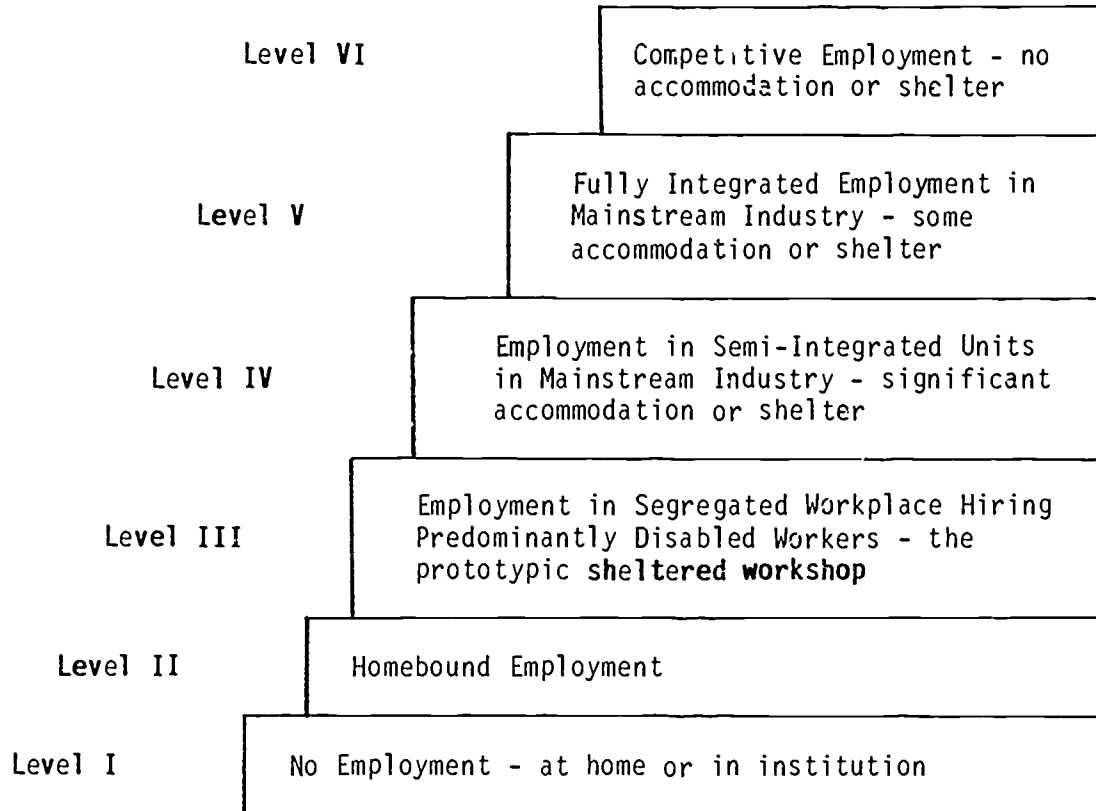 Level VI
Competitive Employment - no
accommodation or shelter
Level V
Fully Integrated Employment in
Mainstream Industry - some
accommodation or shelter
Level IV
Employment in Semi-Integrated Units
in Mainstream Industry - significant
accommodation or shelter
Level III
Employment in Segregated Workplace Hiring
Predominantly Disabled Workers - the
prototypic sheltered workshop
Level II
Homebound Employment
Level I
No Employment - at home or in institution